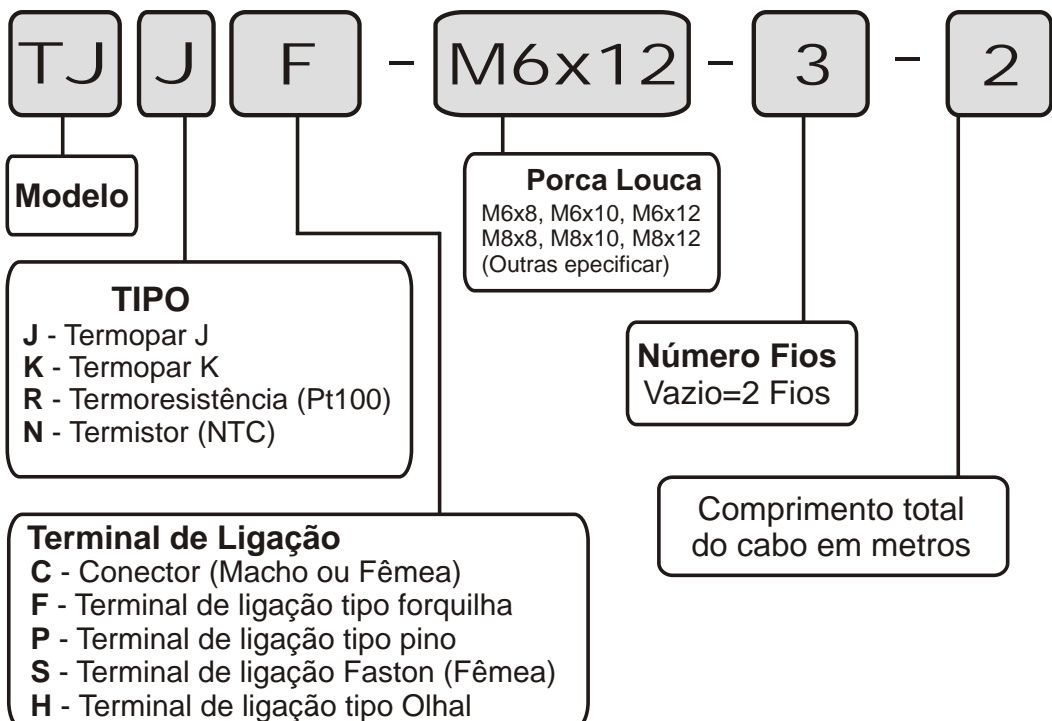 TJ J F - M6x12 - 3 - 2
Modelo
Porca Louca
M6x8, M6x10, M6x12
M8x8, M8x10, M8x12
(Outras epecificar)
TIPO
J - Termopar J
K - Termopar K
R - Termoresistência (Pt100)
N - Termistor (NTC)
Número Fios
Vazio=2 Fios
Comprimento total
do cabo em metros
Terminal de Ligação
C - Conector (Macho ou Fêmea)
F - Terminal de ligação tipo forquilha
P - Terminal de ligação tipo pino
S - Terminal de ligação Faston (Fêmea)
H - Terminal de ligação tipo Olhal